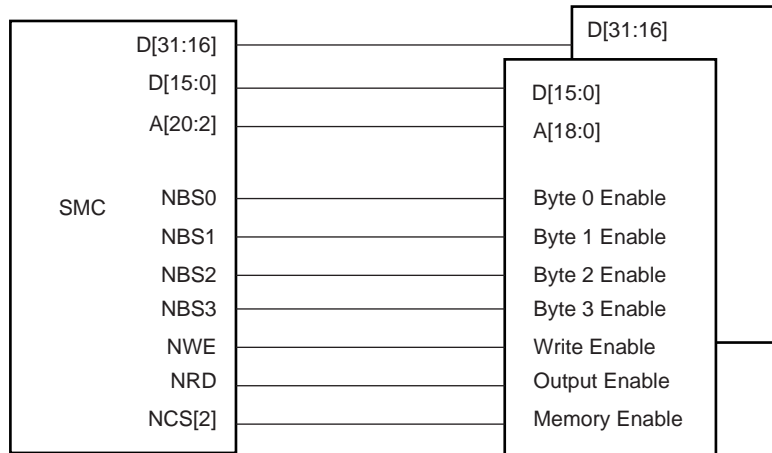 D[31:16] D[31:16]
D[15:0] D[15:0]
A[20:2] A[18:0]
SMC
NBS0 Byte 0 Enable
NBS1 Byte 1 Enable
NBS2 Byte 2 Enable
NBS3 Byte 3 Enable
NWE Write Enable
NRD Output Enable
NCS[2] Memory Enable